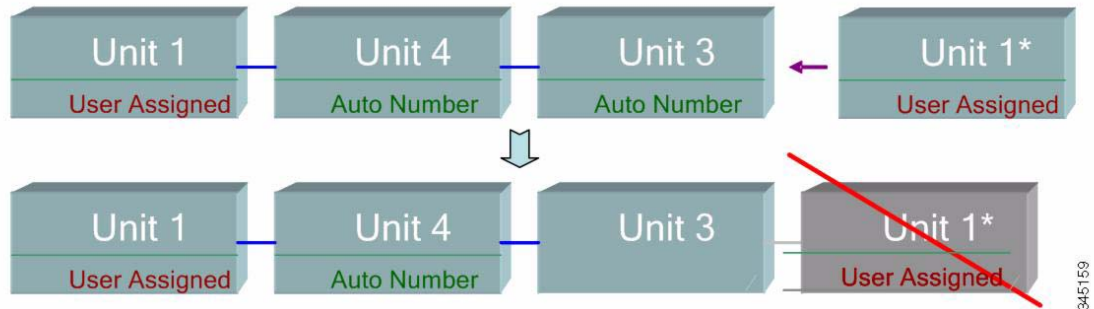 Unit 1 Unit 4 Unit 3 Unit 1*
User Assigned Auto Number Auto Number User Assigned
Unit 1 Unit 4 Unit 3 Unit 1*
User Assigned Auto Number User Assigned
345159